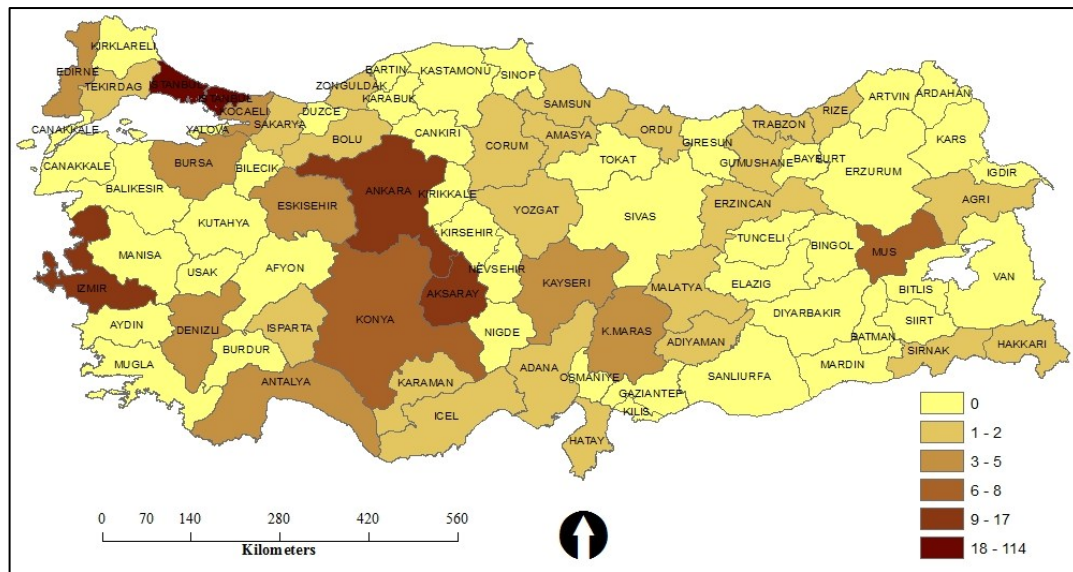 KIRKLARELI
EDIRNE
TEKIRDAG
ISTANBUL
ISTANBUL
KOCAELI
YALOVA
SAKARYA
DUZCE
ZONGULDAK
BARTIN
KARABUK
KASTAMONU
SINOP
SAMSUN
ARTVIN
ARDAHAN
CANAKKALE
CANAKKALE
BALIKESIR
BURSA
BILECIK
BOLU
CANKIRI
CORUM
AMASYA
ORDU
GIRESUN
TRABZON
RIZE
KARS
TOKAT
GUMUSHANE
BAYBURT
ERZURUM
IGDIR
ESKISEHIR
ANKARA
KIRIKKALE
YOZGAT
SIVAS
ERZINCAN
AGRI
KUTAHYA
KIRSEHIR
TUNCELI
BINGOL
MUS
MANISA
USAK
AFYON
NEVSEHIR
KAYSERI
MALATYA
ELAZIG
BITLIS
VAN
IZMIR
AKSARAY
DENIZLI
ISPARTA
KONYA
NIGDE
K.MARAS
ADIYAMAN
DIYARBAKIR
SIIRT
BATMAN
SIRNAK
HAKKARI
AYDIN
MUGLA
BURDUR
ANTALYA
KARAMAN
ICEL
ADANA
OSMANIYE
GAZIANTEP
KILIS
SANLIURFA
MARDIN
HATAY
0
1 - 2
3 - 5
6 - 8
9 - 17
18 - 114
0 70 140 280 420 560
Kilometers